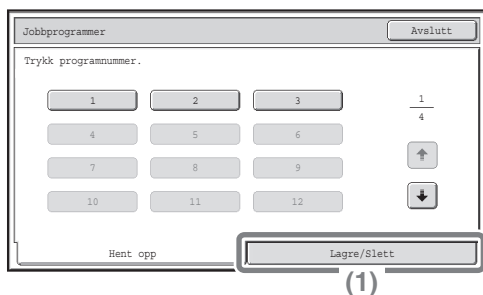 Jobbprogrammer Avslutt
Trykk programnummer.
1 2 3 1
4
4 5 6
7 8 9
10 11 12
Hent opp Lagre/Slett
(1)